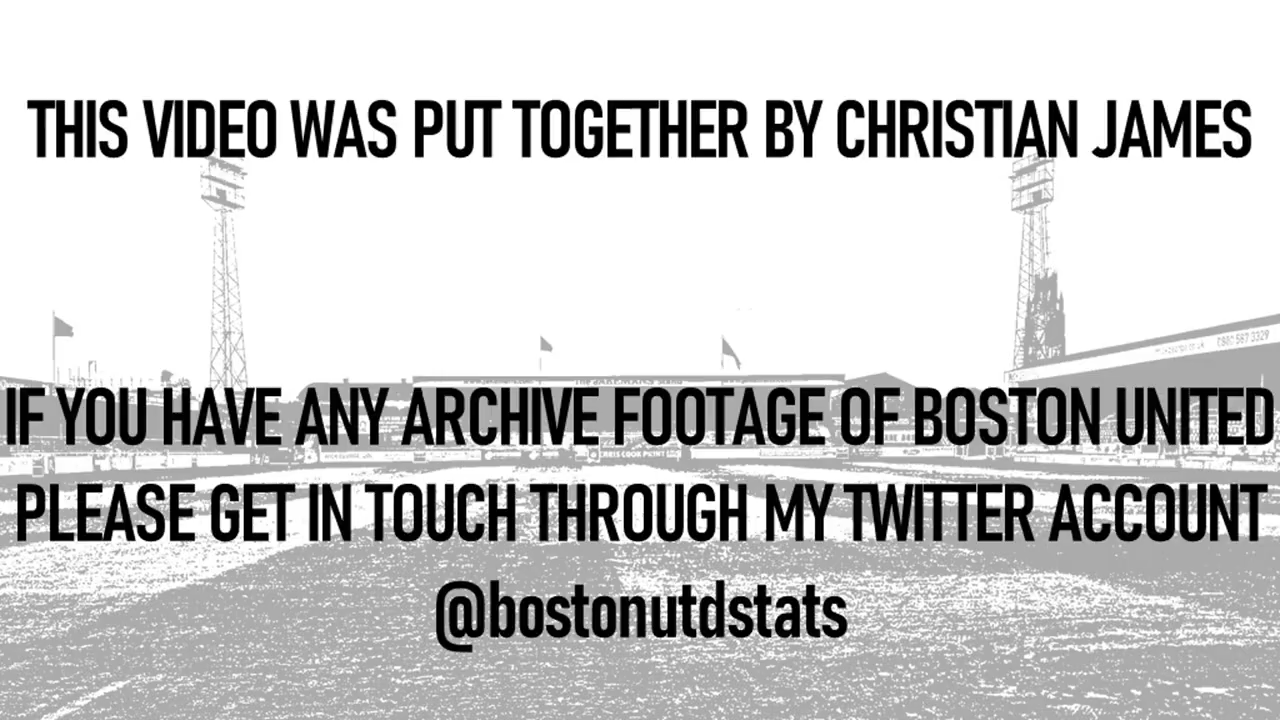 THIS VIDEO WAS PUT TOGETHER BY CHRISTIAN JAMES
IF YOU HAVE ANY ARCHIVE FOOTAGE OF BOSTON UNITED
PLEASE GET IN TOUCH THROUGH MY TWITTER ACCOUNT
@bostonutdstats